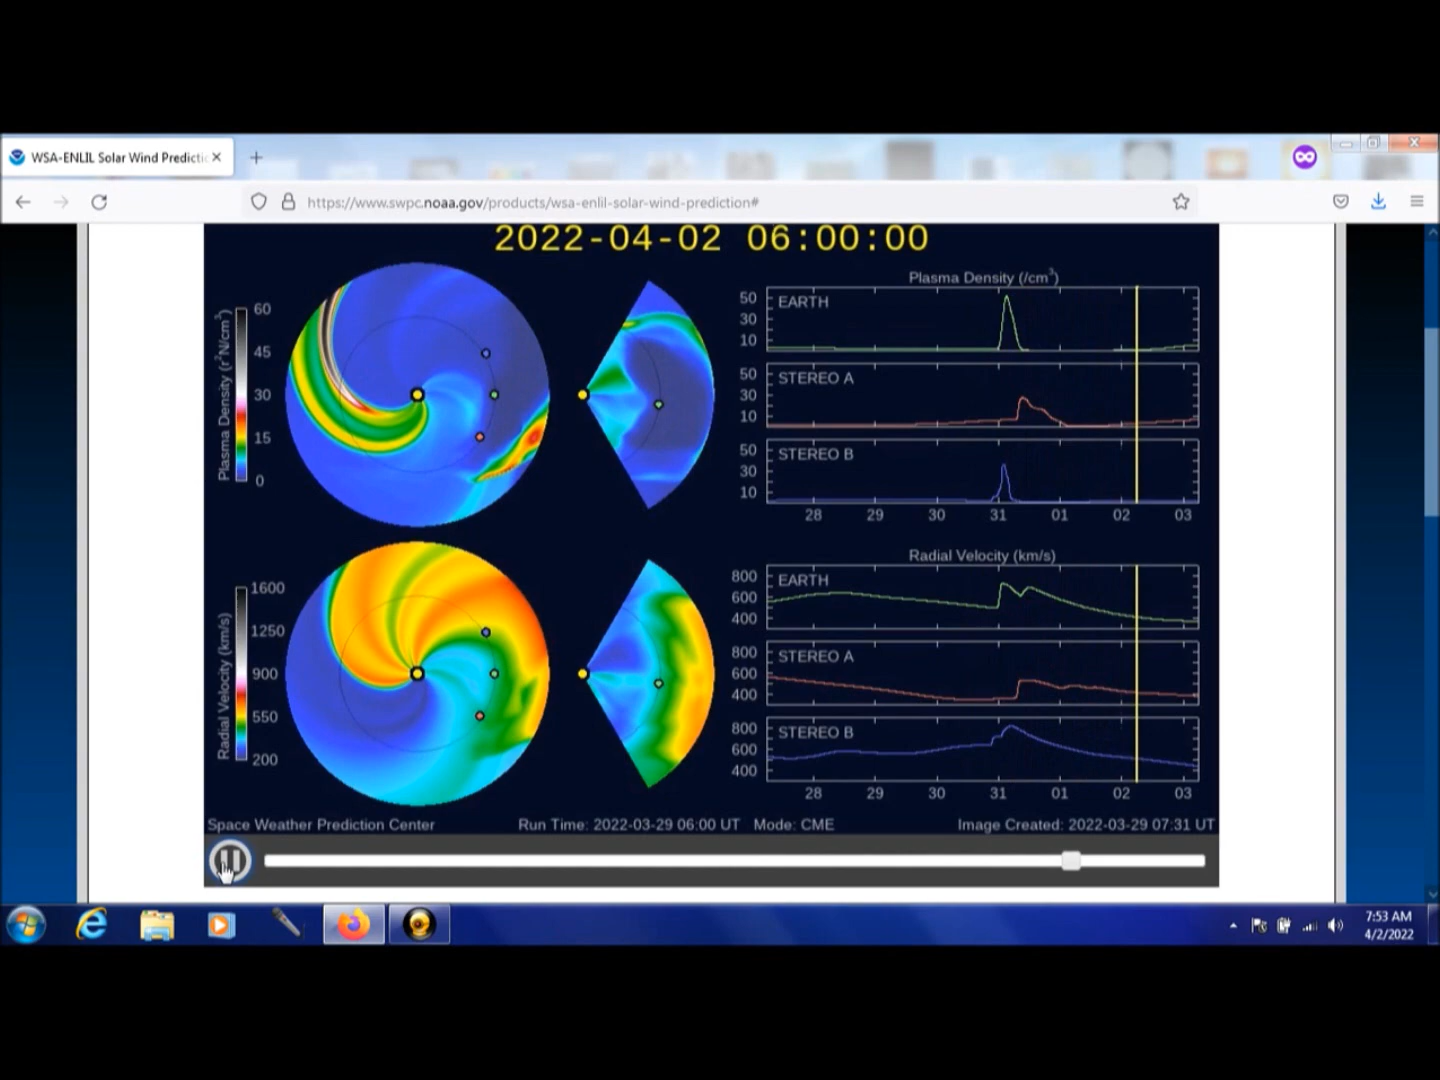 WSA-ENLIL Solar Wind Predictic
https://www.swpc.noaa.gov/products/wsa-enlil-solar-wind-prediction#
2022-04-02 06:00:00
Plasma Density (r²N/cm³)
60
45
30
15
0
Plasma Density (/cm³)
EARTH
50
30
10
STEREO A
50
30
10
STEREO B
50
30
10
28 29 30 31 01 02 03
Radial Velocity (km/s)
1600
1250
900
550
200
Radial Velocity (km/s)
EARTH
800
600
400
STEREO A
800
600
400
STEREO B
800
600
400
28 29 30 31 01 02 03
Space Weather Prediction Center Run Time: 2022-03-29 06:00 UT Mode: CME Image Created: 2022-03-29 07:31 UT
7:53 AM
4/2/2022